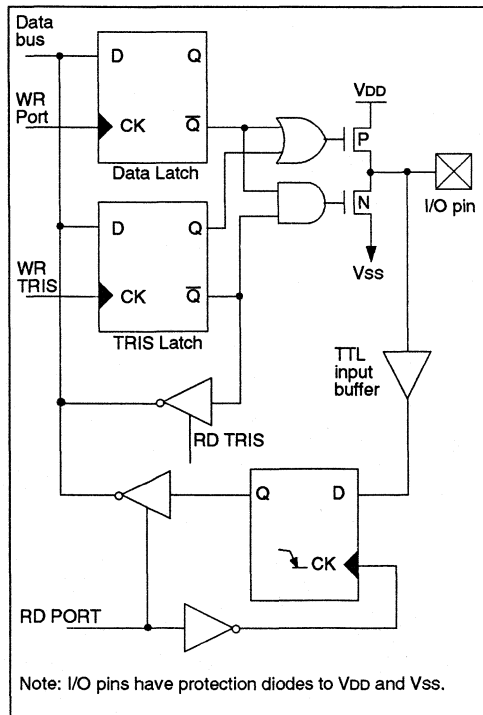 Data
bus
D
Q
VDD
WR
Port
CK
Q̅
P
Data Latch
N
I/O pin
D
Q
WR
TRIS
CK
Q̅
VSS
TRIS Latch
TTL
input
buffer
RD TRIS
Q
D
CK
RD PORT
Note: I/O pins have protection diodes to VDD and VSS.